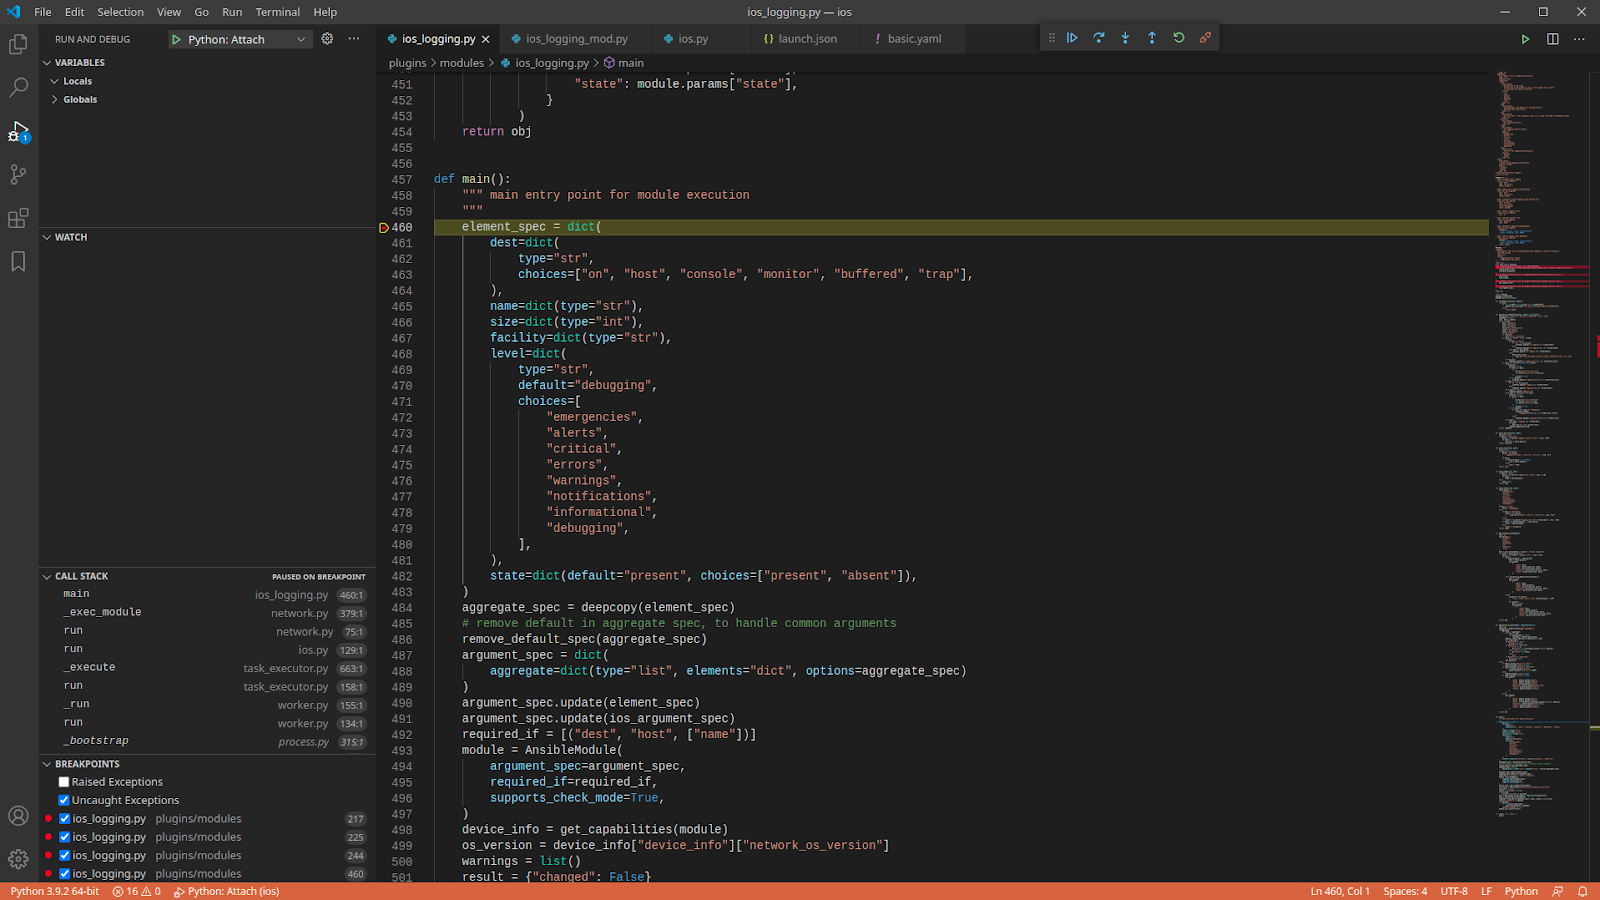 File Edit Selection View Go Run Terminal Help
ios_logging.py — ios
RUN AND DEBUG
Python: Attach
ios_logging.py
ios_logging_mod.py
ios.py
{} launch.json
! basic.yaml
plugins > modules > ios_logging.py > main
VARIABLES
Locals
Globals
WATCH
CALL STACK PAUSED ON BREAKPOINT
main ios_logging.py 460:1
_exec_module network.py 379:1
run network.py 75:1
run ios.py 129:1
_execute task_executor.py 663:1
run task_executor.py 158:1
_run worker.py 155:1
run worker.py 134:1
_bootstrap process.py 315:1
BREAKPOINTS
Raised Exceptions
Uncaught Exceptions
ios_logging.py plugins/modules 217
ios_logging.py plugins/modules 225
ios_logging.py plugins/modules 244
ios_logging.py plugins/modules 460
451 "state": module.params["state"],
452 }
453 )
454 return obj
455
456
457 def main():
458 """ main entry point for module execution
459 """
460 element_spec = dict(
461 dest=dict(
462 type="str",
463 choices=["on", "host", "console", "monitor", "buffered", "trap"],
464 ),
465 name=dict(type="str"),
466 size=dict(type="int"),
467 facility=dict(type="str"),
468 level=dict(
469 type="str",
470 default="debugging",
471 choices=[
472 "emergencies",
473 "alerts",
474 "critical",
475 "errors",
476 "warnings",
477 "notifications",
478 "informational",
479 "debugging",
480 ],
481 ),
482 state=dict(default="present", choices=["present", "absent"]),
483 )
484 aggregate_spec = deepcopy(element_spec)
485 # remove default in aggregate spec, to handle common arguments
486 remove_default_spec(aggregate_spec)
487 argument_spec = dict(
488 aggregate=dict(type="list", elements="dict", options=aggregate_spec)
489 )
490 argument_spec.update(element_spec)
491 argument_spec.update(ios_argument_spec)
492 required_if = [("dest", "host", ["name"])]
493 module = AnsibleModule(
494 argument_spec=argument_spec,
495 required_if=required_if,
496 supports_check_mode=True,
497 )
498 device_info = get_capabilities(module)
499 os_version = device_info["device_info"]["network_os_version"]
500 warnings = list()
501 result = {"changed": False}
1
Python 3.9.2 64-bit 16 0 Python: Attach (ios)
Ln 460, Col 1 Spaces: 4 UTF-8 LF Python